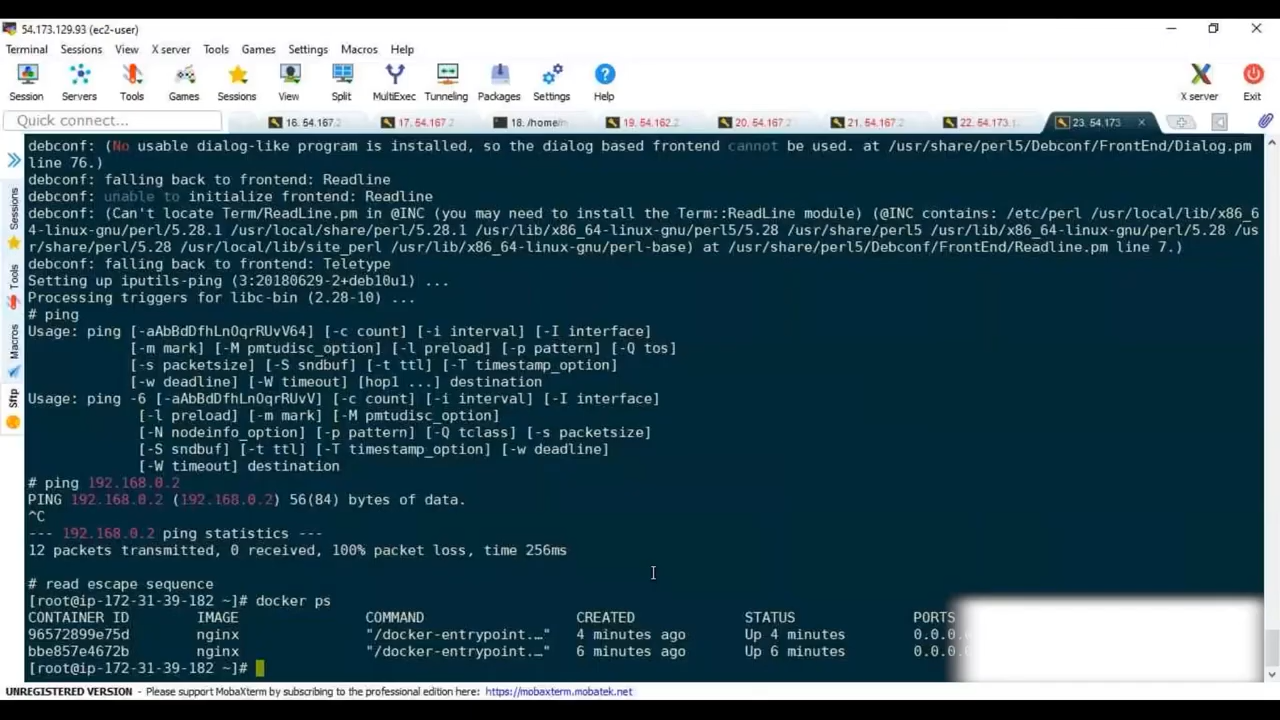 54.173.129.93 (ec2-user)
Terminal Sessions View X server Tools Games Settings Macros Help
Session Servers Tools Games Sessions View Split MultiExec Tunneling Packages Settings Help X server Exit
Quick connect... 16. 54.167.2 17. 54.167.2 18. /home/m 19. 54.162.2 20. 54.167.2 21. 54.167.2 22. 54.173.1 23. 54.173
Sessions
Tools
Macros
Sftp
debconf: (No usable dialog-like program is installed, so the dialog based frontend cannot be used. at /usr/share/perl5/Debconf/FrontEnd/Dialog.pm
line 76.)
debconf: falling back to frontend: Readline
debconf: unable to initialize frontend: Readline
debconf: (Can't locate Term/ReadLine.pm in @INC (you may need to install the Term::ReadLine module) (@INC contains: /etc/perl /usr/local/lib/x86_6
4-linux-gnu/perl/5.28.1 /usr/local/share/perl/5.28.1 /usr/lib/x86_64-linux-gnu/perl5/5.28 /usr/share/perl5 /usr/lib/x86_64-linux-gnu/perl/5.28 /us
r/share/perl/5.28 /usr/local/lib/site_perl /usr/lib/x86_64-linux-gnu/perl-base) at /usr/share/perl5/Debconf/FrontEnd/Readline.pm line 7.)
debconf: falling back to frontend: Teletype
Setting up iputils-ping (3:20180629-2+deb10u1) ...
Processing triggers for libc-bin (2.28-10) ...
# ping
Usage: ping [-aAbBdDfhLnOqrRUvV64] [-c count] [-i interval] [-I interface]
[-m mark] [-M pmtudisc_option] [-l preload] [-p pattern] [-Q tos]
[-s packetsize] [-S sndbuf] [-t ttl] [-T timestamp_option]
[-w deadline] [-W timeout] [hop1 ...] destination
Usage: ping -6 [-aAbBdDfhLnOqrRUvV] [-c count] [-i interval] [-I interface]
[-l preload] [-m mark] [-M pmtudisc_option]
[-N nodeinfo_option] [-p pattern] [-Q tclass] [-s packetsize]
[-S sndbuf] [-t ttl] [-T timestamp_option] [-w deadline]
[-W timeout] destination
# ping 192.168.0.2
PING 192.168.0.2 (192.168.0.2) 56(84) bytes of data.
^C
--- 192.168.0.2 ping statistics ---
12 packets transmitted, 0 received, 100% packet loss, time 256ms
# read escape sequence
[root@ip-172-31-39-182 ~]# docker ps
CONTAINER ID IMAGE COMMAND CREATED STATUS PORTS
96572899e75d nginx "/docker-entrypoint.…" 4 minutes ago Up 4 minutes 0.0.0.
bbe857e4672b nginx "/docker-entrypoint.…" 6 minutes ago Up 6 minutes 0.0.0.
[root@ip-172-31-39-182 ~]#
UNREGISTERED VERSION - Please support MobaXterm by subscribing to the professional edition here: https://mobaxterm.mobatek.net